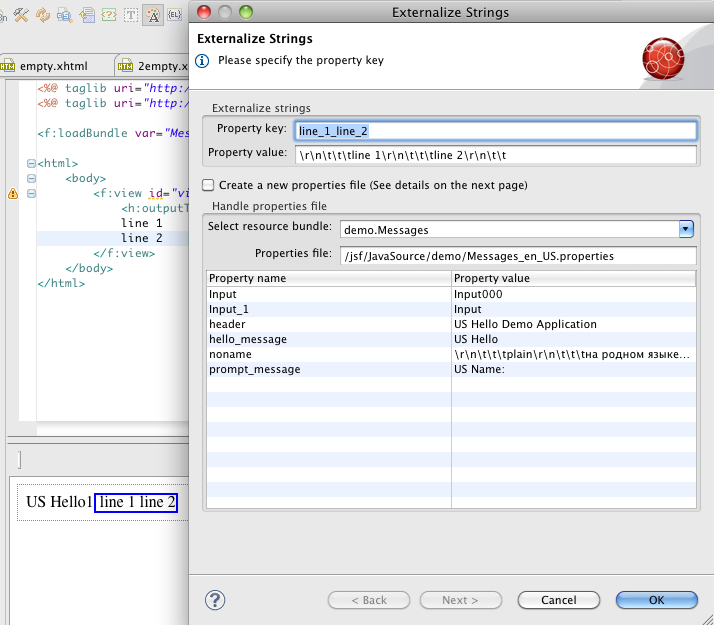 Externalize Strings
Externalize Strings
Please specify the property key
empty.xhtml
2empty.x
<%@ taglib uri="http:/
<%@ taglib uri="http:/
<f:loadBundle var="Mes
<html>
<body>
<f:view id="vi
<h:outputT
line 1
line 2
</f:view>
</body>
</html>
US Hello1 line 1 line 2
Externalize strings
Property key: line_1_line_2
Property value: \r\n\t\t\tline 1\r\n\t\t\tline 2\r\n\t\t
Create a new properties file (See details on the next page)
Handle properties file
Select resource bundle: demo.Messages
Properties file: /jsf/JavaSource/demo/Messages_en_US.properties
Property name Property value
Input Input000
Input_1 Input
header US Hello Demo Application
hello_message US Hello
noname \r\n\t\t\tplain\r\n\t\t\tна родном языке...
prompt_message US Name:
? < Back Next > Cancel OK